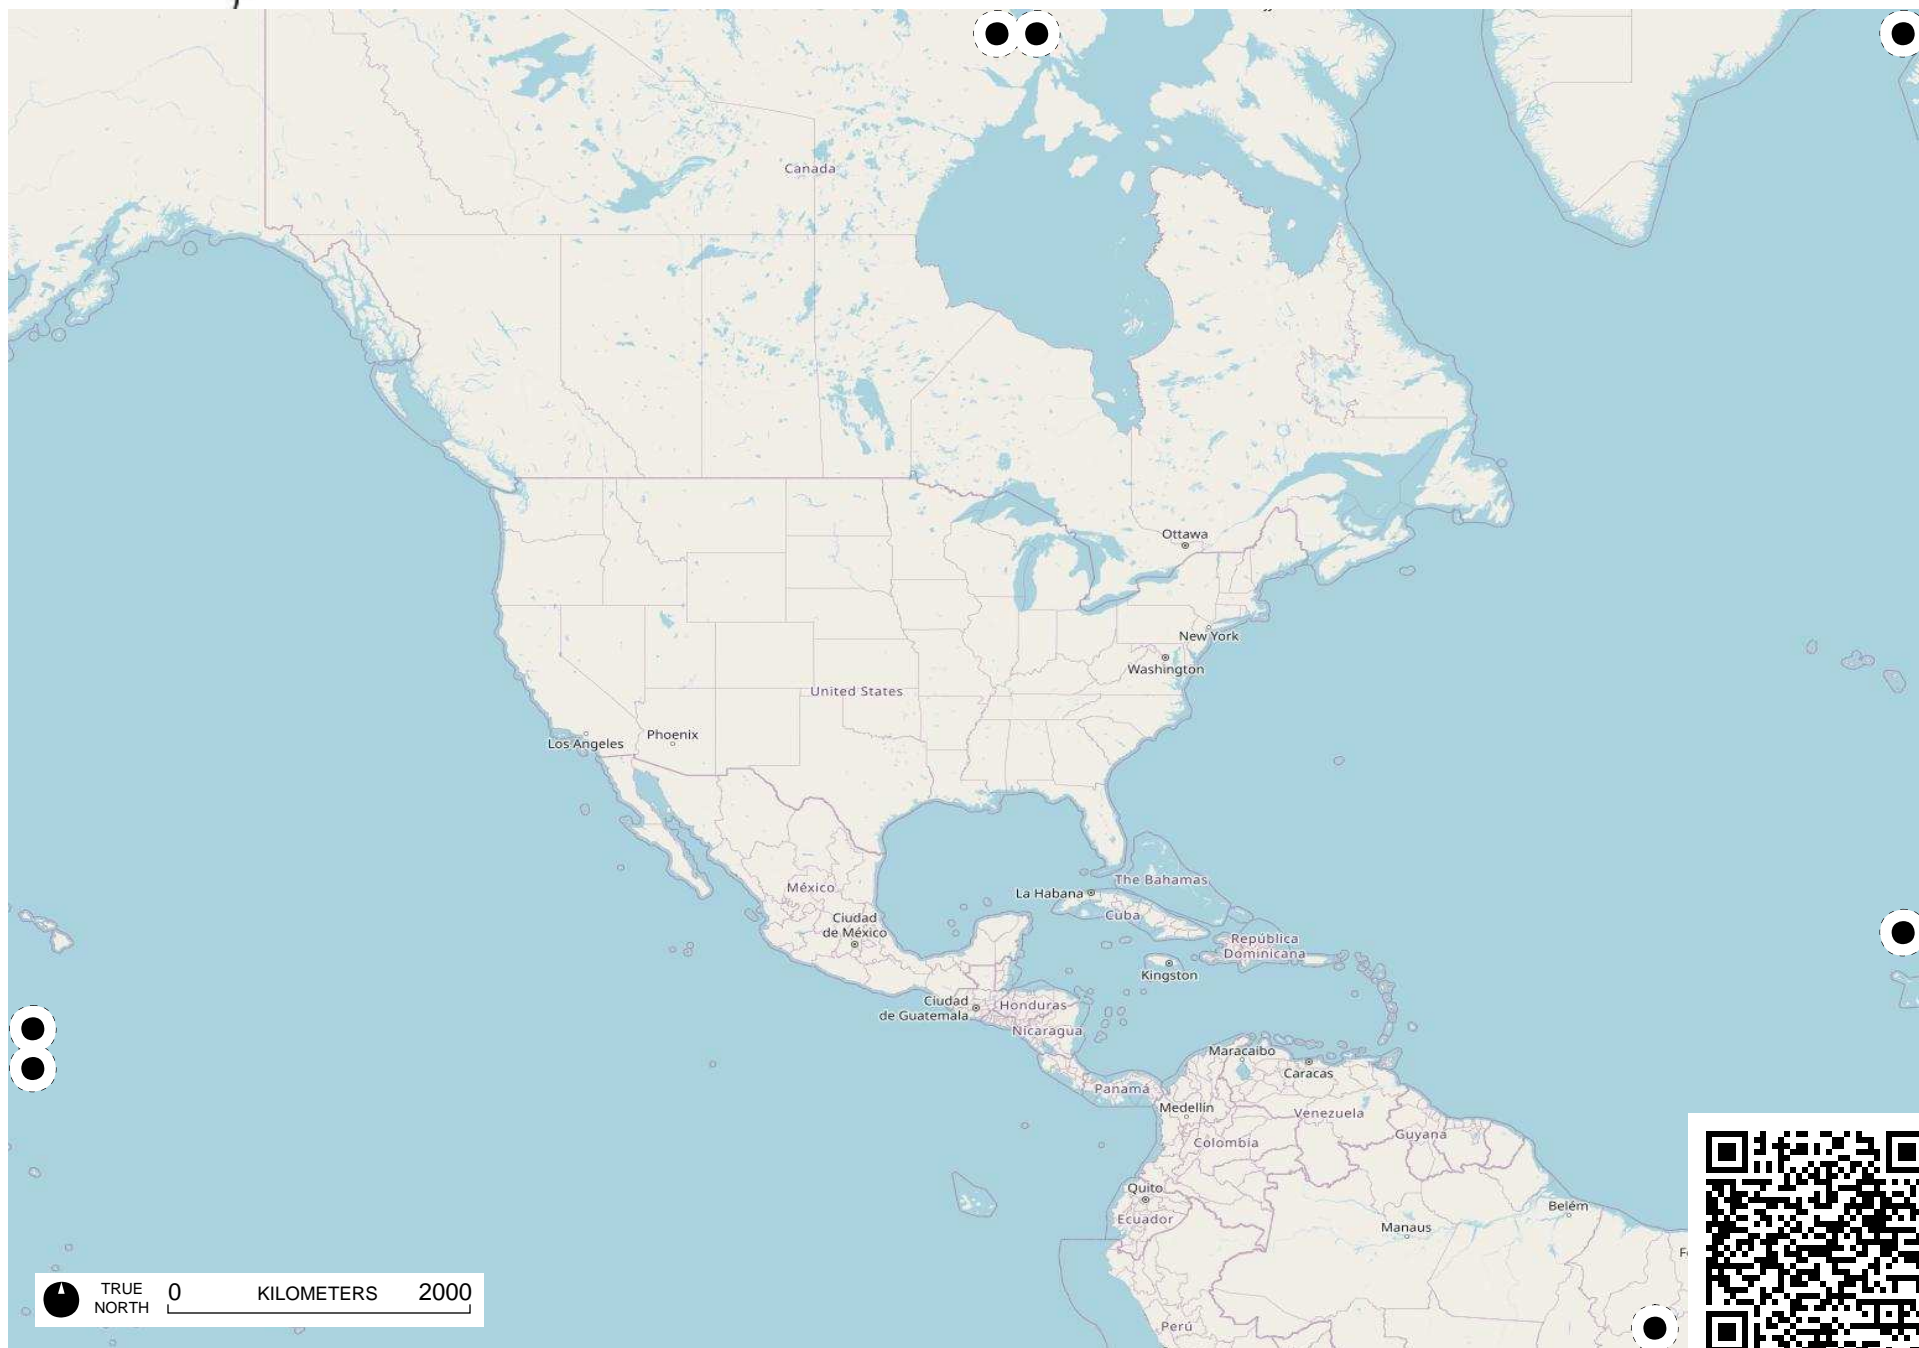 Canada
Ottawa
New York
Washington
United States
Los Angeles
Phoenix
México
La Habana
The Bahamas
Cuba
Ciudad
de México
República
Dominicana
Kingston
Ciudad
de Guatemala
Honduras
Nicaragua
Maracaibo
Caracas
Panamá
Medellín
Venezuela
Colombia
Guyana
Quito
Ecuador
Belém
Manaus
Perú
TRUE
NORTH
0 KILOMETERS 2000